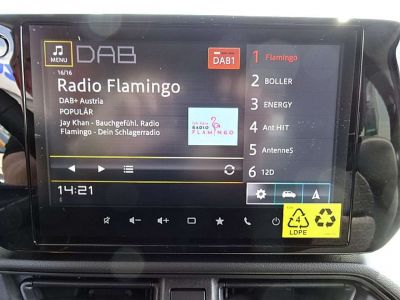 MENU
DAB
DAB1
16/16
Radio Flamingo
DAB+ Austria
POPULÄR
Jay Khan - Bauchgefühl. Radio
Flamingo - Dein Schlagerradio
RADIO
FLAMINGO
14:21
1 Flamingo
2 BOLLER
3 ENERGY
4 Ant HIT
5 AntenneS
6 12D
4
LDPE